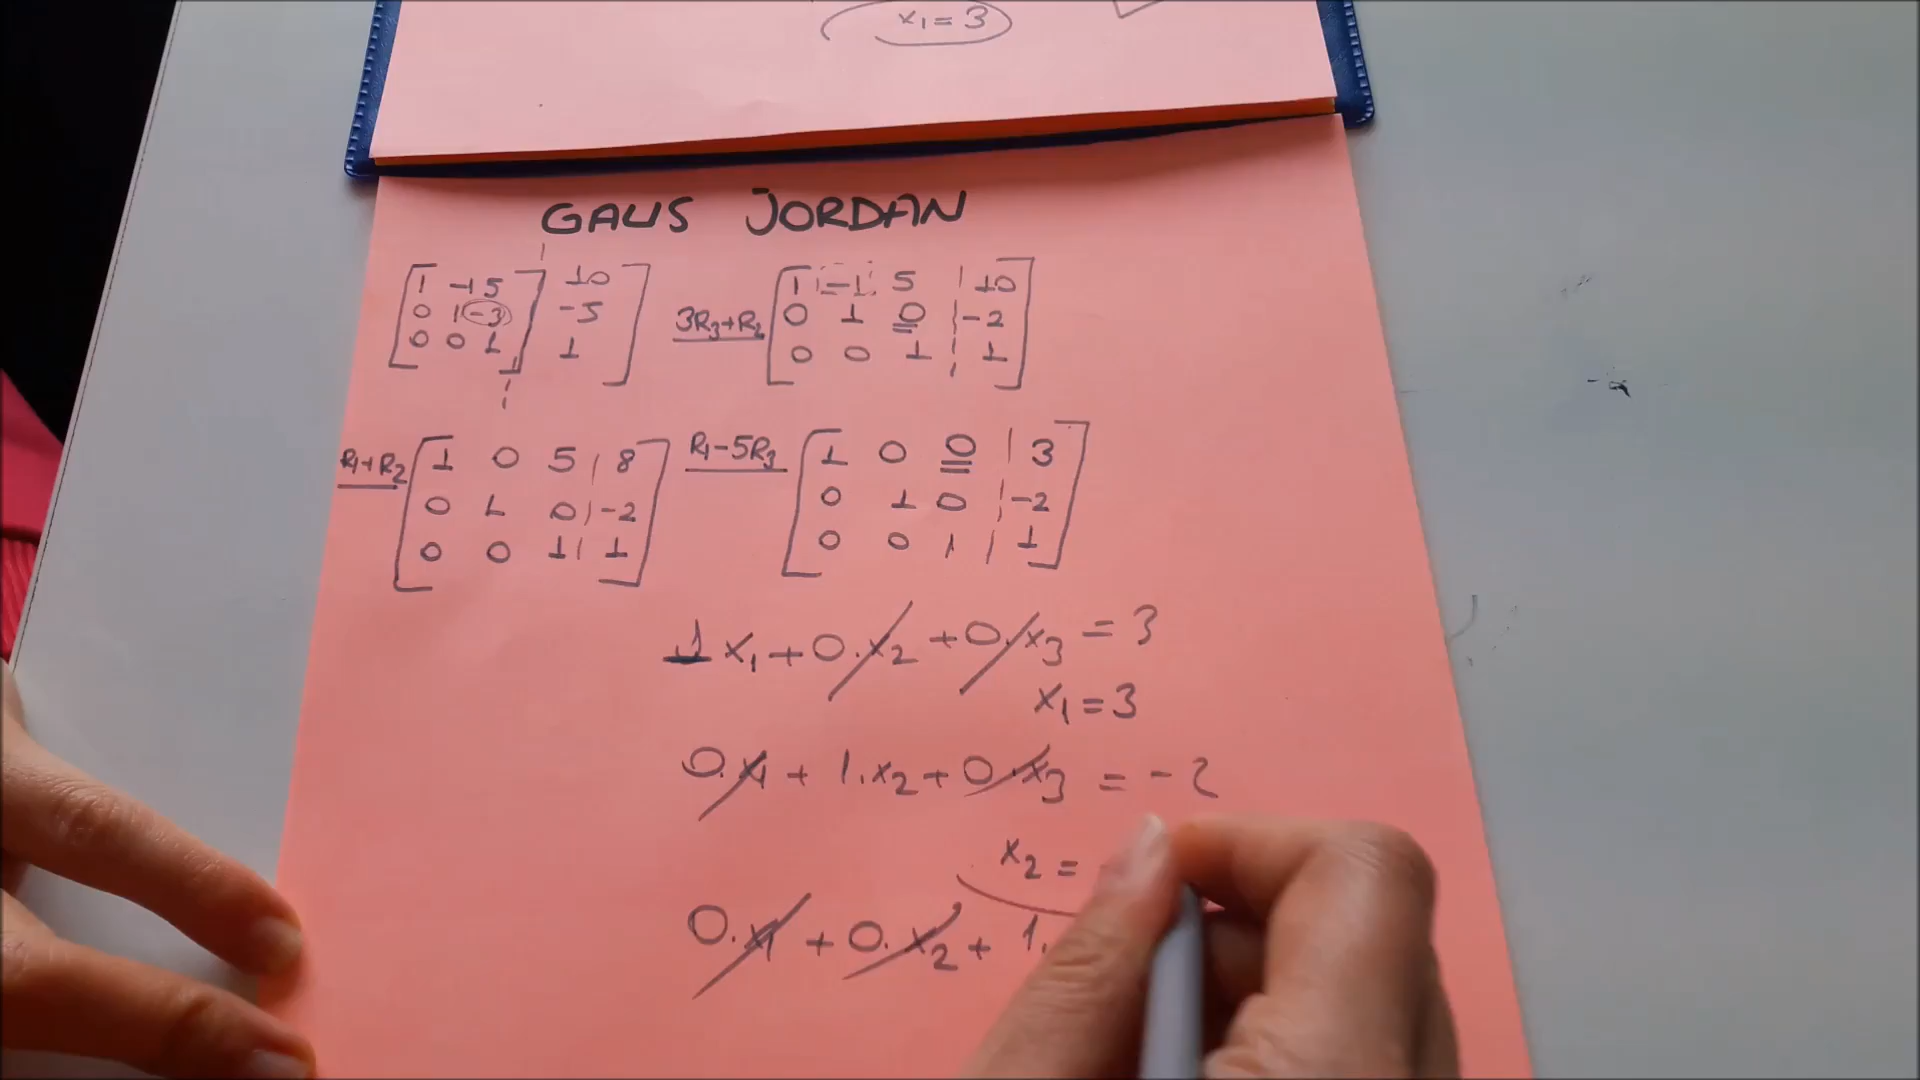 x₁ = 3
GAUS JORDAN
[ 1 -1 5 | 10 ]
[ 0 1 -3 | -5 ]
[ 0 0 1 | 1 ]
3R₃+R₂
[ 1 -1 5 | 10 ]
[ 0 1 0 | -2 ]
[ 0 0 1 | 1 ]
R₁+R₂
[ 1 0 5 | 8 ]
[ 0 1 0 | -2 ]
[ 0 0 1 | 1 ]
R₁-5R₃
[ 1 0 0 | 3 ]
[ 0 1 0 | -2 ]
[ 0 0 1 | 1 ]
1x₁ + 0.x₂ + 0.x₃ = 3
x₁ = 3
0.x₁ + 1.x₂ + 0.x₃ = -2
x₂ =
0.x₁ + 0.x₂ + 1.